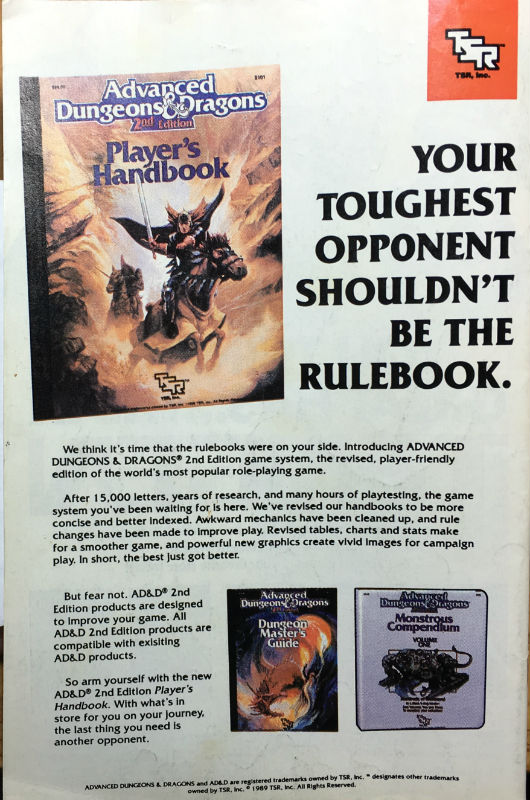 TSR
TSR, Inc.
Advanced
Dungeons & Dragons
2nd Edition
Player's
Handbook
TSR, Inc.
YOUR
TOUGHEST
OPPONENT
SHOULDN'T
BE THE
RULEBOOK.
We think it's time that the rulebooks were on your side. Introducing ADVANCED
DUNGEONS & DRAGONS® 2nd Edition game system, the revised, player-friendly
edition of the world's most popular role-playing game.
After 15,000 letters, years of research, and many hours of playtesting, the game
system you've been waiting for is here. We've revised our handbooks to be more
concise and better indexed. Awkward mechanics have been cleaned up, and rule
changes have been made to improve play. Revised tables, charts and stats make
for a smoother game, and powerful new graphics create vivid images for campaign
play. In short, the best just got better.
But fear not. AD&D® 2nd
Edition products are designed
to improve your game. All
AD&D 2nd Edition products are
compatible with exisiting
AD&D products.
So arm yourself with the new
AD&D® 2nd Edition Player's
Handbook. With what's in
store for you on your journey,
the last thing you need is
another opponent.
Advanced
Dungeons & Dragons
Dungeon
Master's
Guide
Advanced
Dungeons & Dragons
Monstrous
Compendium
VOLUME
ONE
ADVANCED DUNGEONS & DRAGONS and AD&D are registered trademarks owned by TSR, Inc. ™ designates other trademarks
owned by TSR, Inc. © 1989 TSR, Inc. All Rights Reserved.